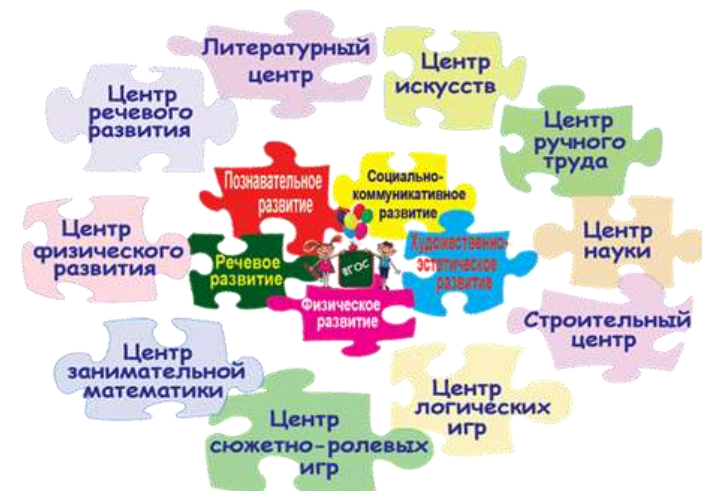 Литературный
центр
Центр
искусств
Центр
речевого
развития
Центр
ручного
труда
Познавательное
развитие
Социально-
коммуникативное
развитие
Центр
физического
развития
Речевое
развитие
ФГОС
Художественно-
эстетическое
развитие
Центр
науки
Физическое
развитие
Строительный
центр
Центр
занимательной
математики
Центр
логических
игр
Центр
сюжетно-ролевых
игр